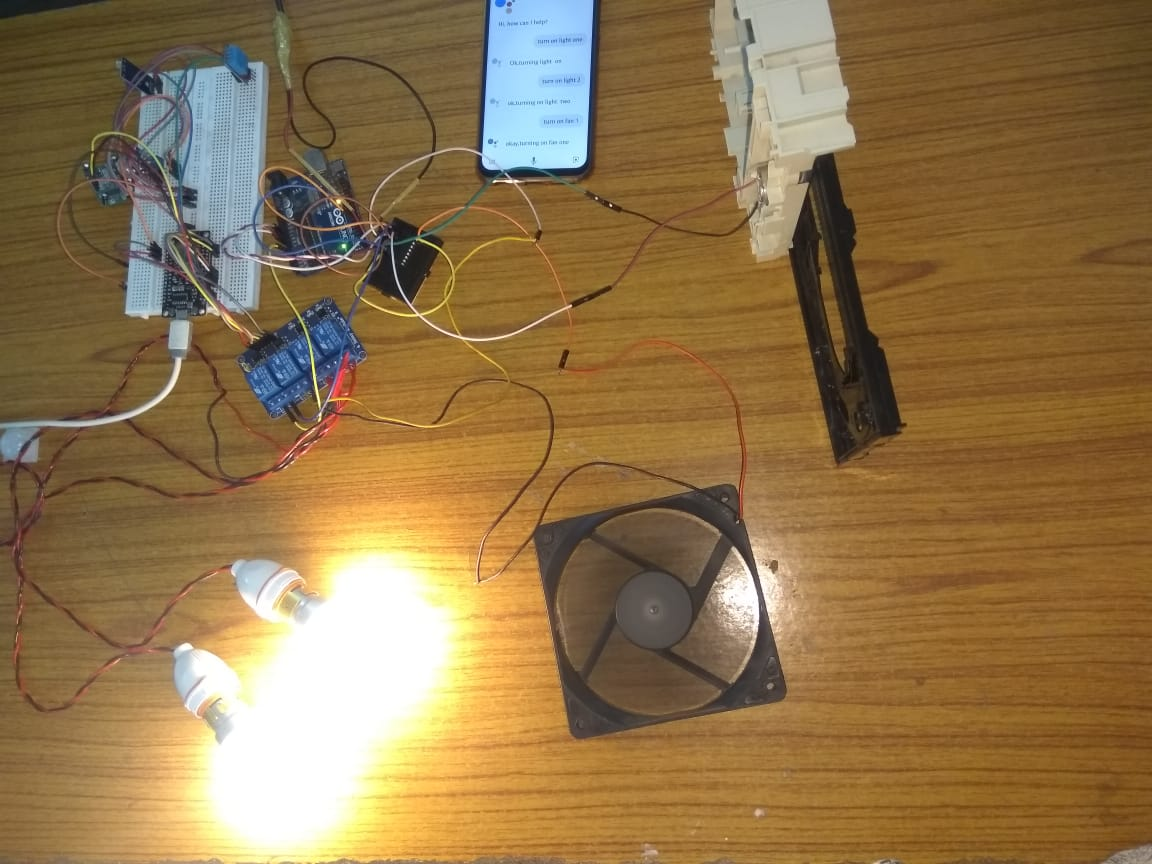 Hi, how can I help?
turn on light one
Ok,turning light on
turn on light 2
ok,turning on light two
turn on fan 1
okay,turning on fan one